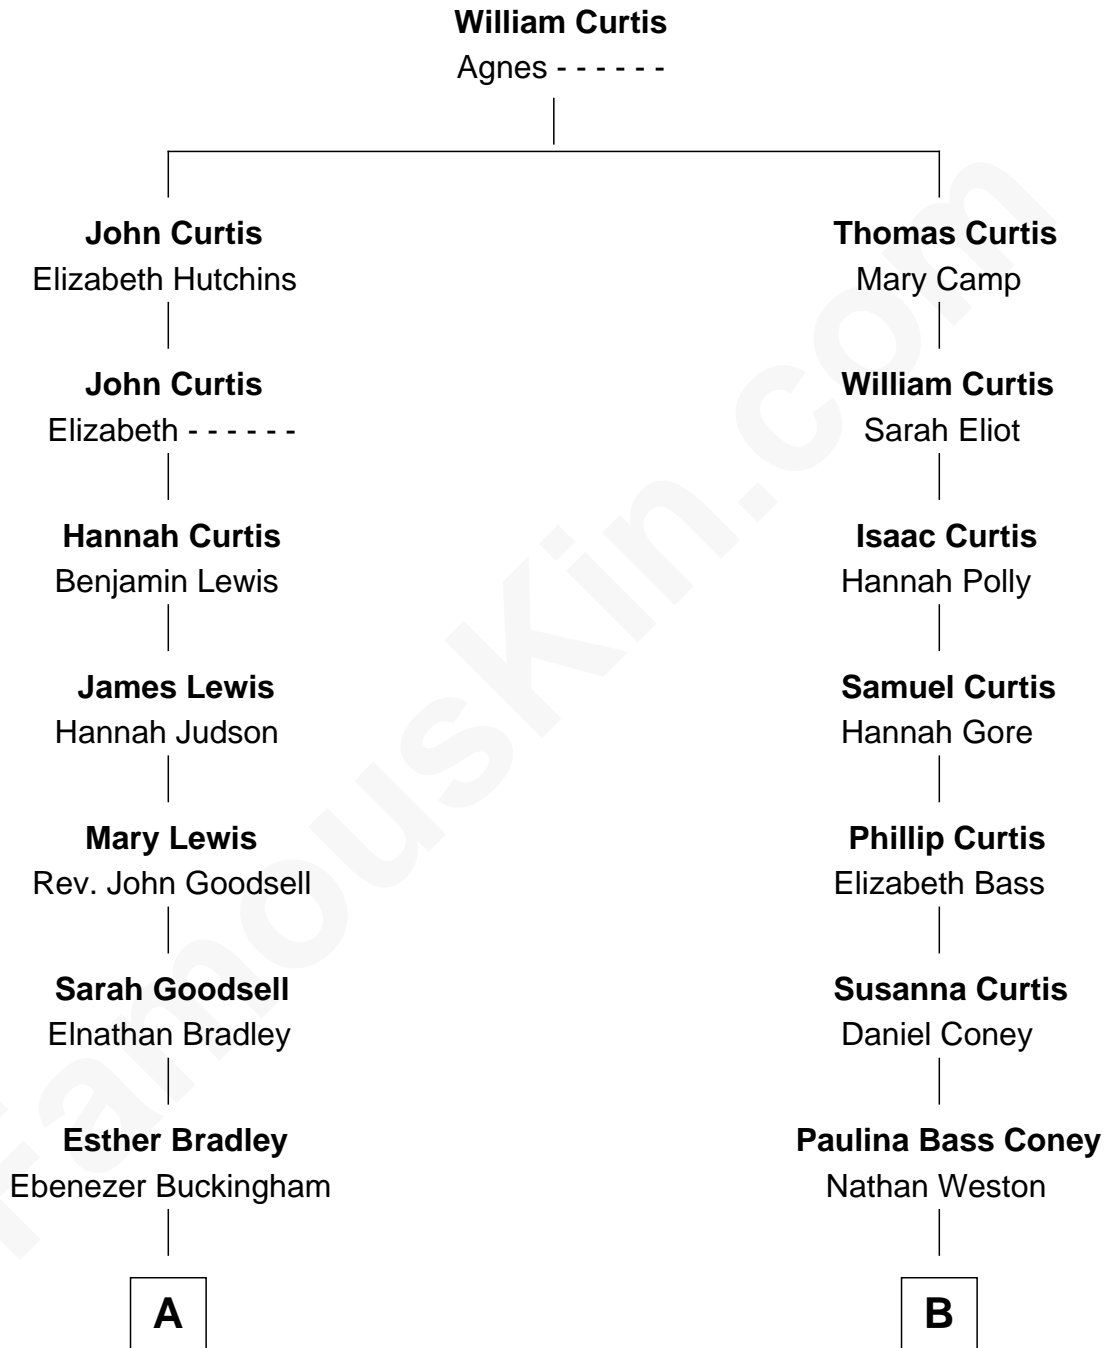 William Curtis
Agnes - - - - - -
John Curtis
Elizabeth Hutchins
Thomas Curtis
Mary Camp
John Curtis
Elizabeth - - - - - -
William Curtis
Sarah Eliot
Hannah Curtis
Benjamin Lewis
Isaac Curtis
Hannah Polly
James Lewis
Hannah Judson
Samuel Curtis
Hannah Gore
Mary Lewis
Rev. John Goodsell
Phillip Curtis
Elizabeth Bass
Sarah Goodsell
Elnathan Bradley
Susanna Curtis
Daniel Coney
Esther Bradley
Ebenezer Buckingham
Paulina Bass Coney
Nathan Weston
A
B
FamousKin.com